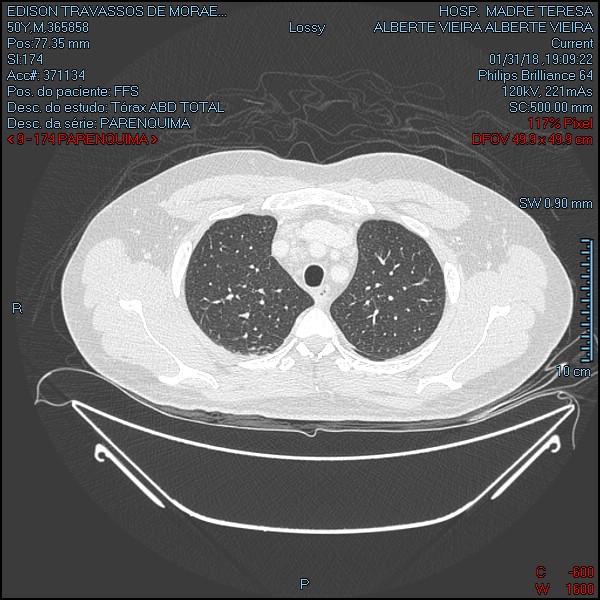 EDISON TRAVASSOS DE MORAE...
50Y,M,365858
Pos:77.35 mm
Sl:174
Acc#: 371134
Pos. do paciente: FFS
Desc. do estudo: Tórax ABD TOTAL
Desc. da série: PARENQUIMA
< 9 - 174 PARENQUIMA >
Lossy
HOSP. MADRE TERESA
ALBERTE VIEIRA ALBERTE VIEIRA
Current
01/31/18 ,19:09:22
Philips Brilliance 64
120kV, 221mAs
SC:500.00 mm
117% Pixel
DFOV 49.9 x 49.9 cm
SW 0.90 mm
R
10 cm
P
C -600
W 1600